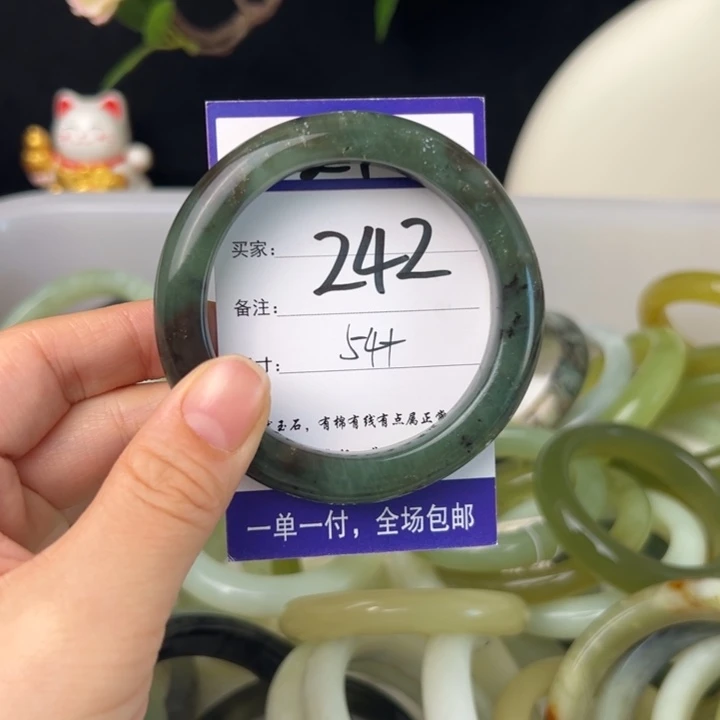 买家: 242
备注:
寸: 54+
玉石，有棉有线有点属正常
一单一付，全场包邮